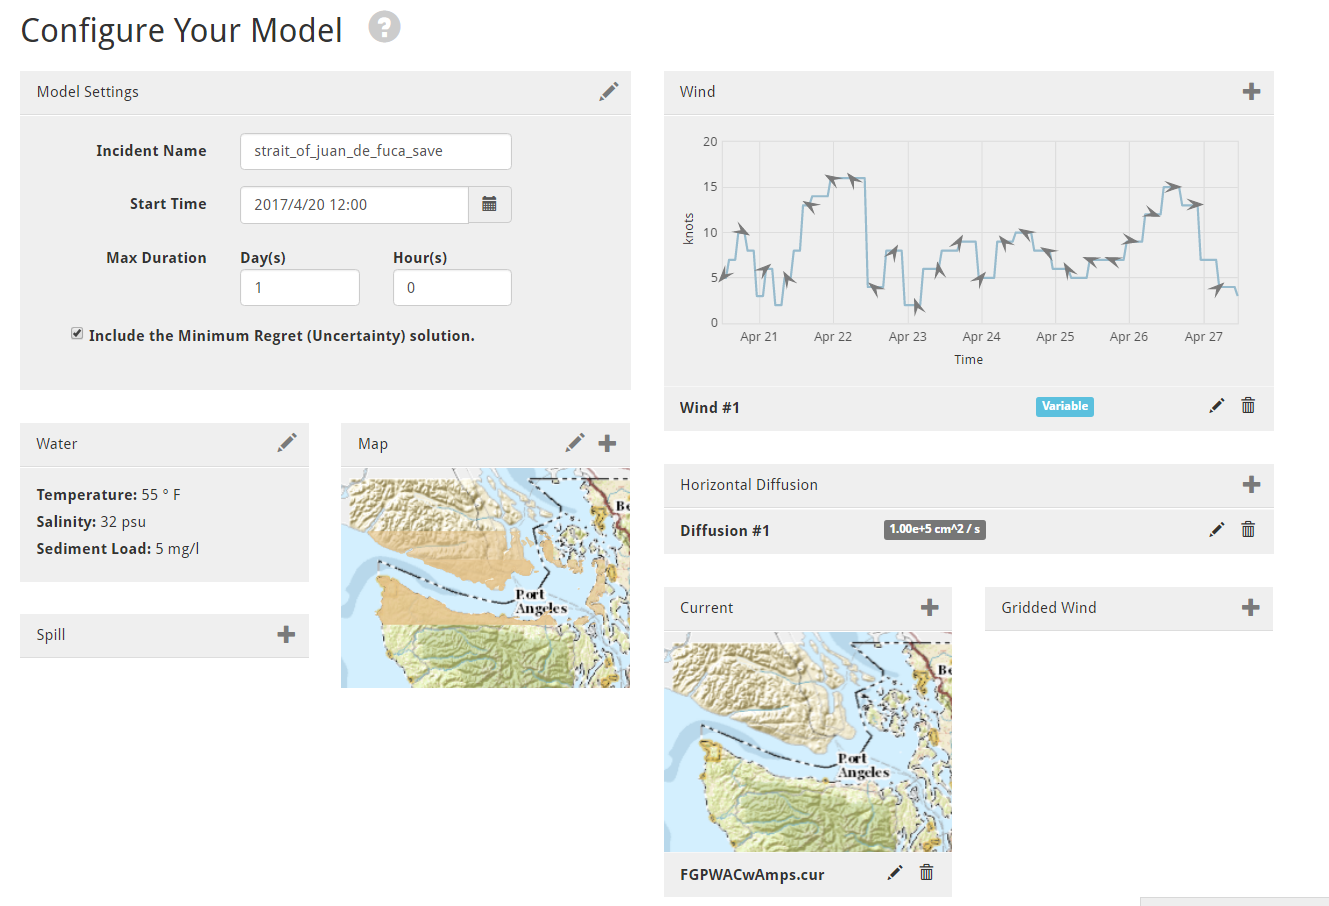 Configure Your Model ?
Model Settings
Incident Name
strait_of_juan_de_fuca_save
Start Time
2017/4/20 12:00
Max Duration
Day(s)
Hour(s)
1
0
Include the Minimum Regret (Uncertainty) solution.
Water
Temperature: 55 ° F
Salinity: 32 psu
Sediment Load: 5 mg/l
Spill
Map
Port
Angeles
Wind
20
15
10
5
0
knots
Apr 21 Apr 22 Apr 23 Apr 24 Apr 25 Apr 26 Apr 27
Time
Wind #1
Variable
Horizontal Diffusion
Diffusion #1
1.00e+5 cm^2 / s
Current
Port
Angeles
FGPWACwAmps.cur
Gridded Wind